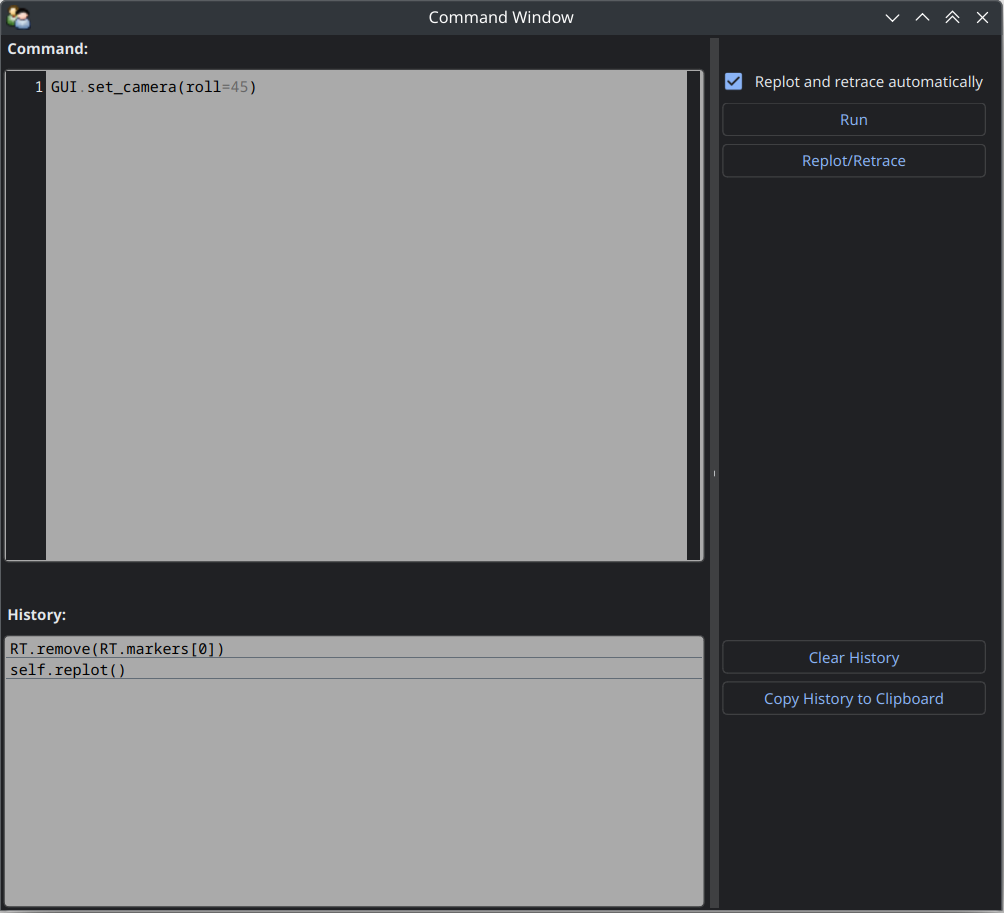 Command Window
Command:
1 GUI.set_camera(roll=45)
Replot and retrace automatically
Run
Replot/Retrace
History:
RT.remove(RT.markers[0])
self.replot()
Clear History
Copy History to Clipboard